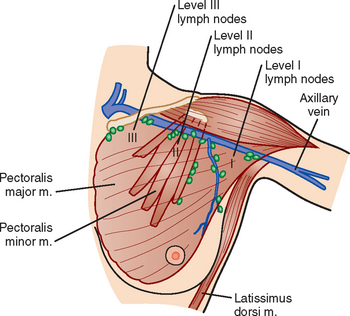 Level III
lymph nodes
Level II
lymph nodes
Level I
lymph nodes
Axillary
vein
III
II
I
Pectoralis
major m.
Pectoralis
minor m.
Latissimus
dorsi m.